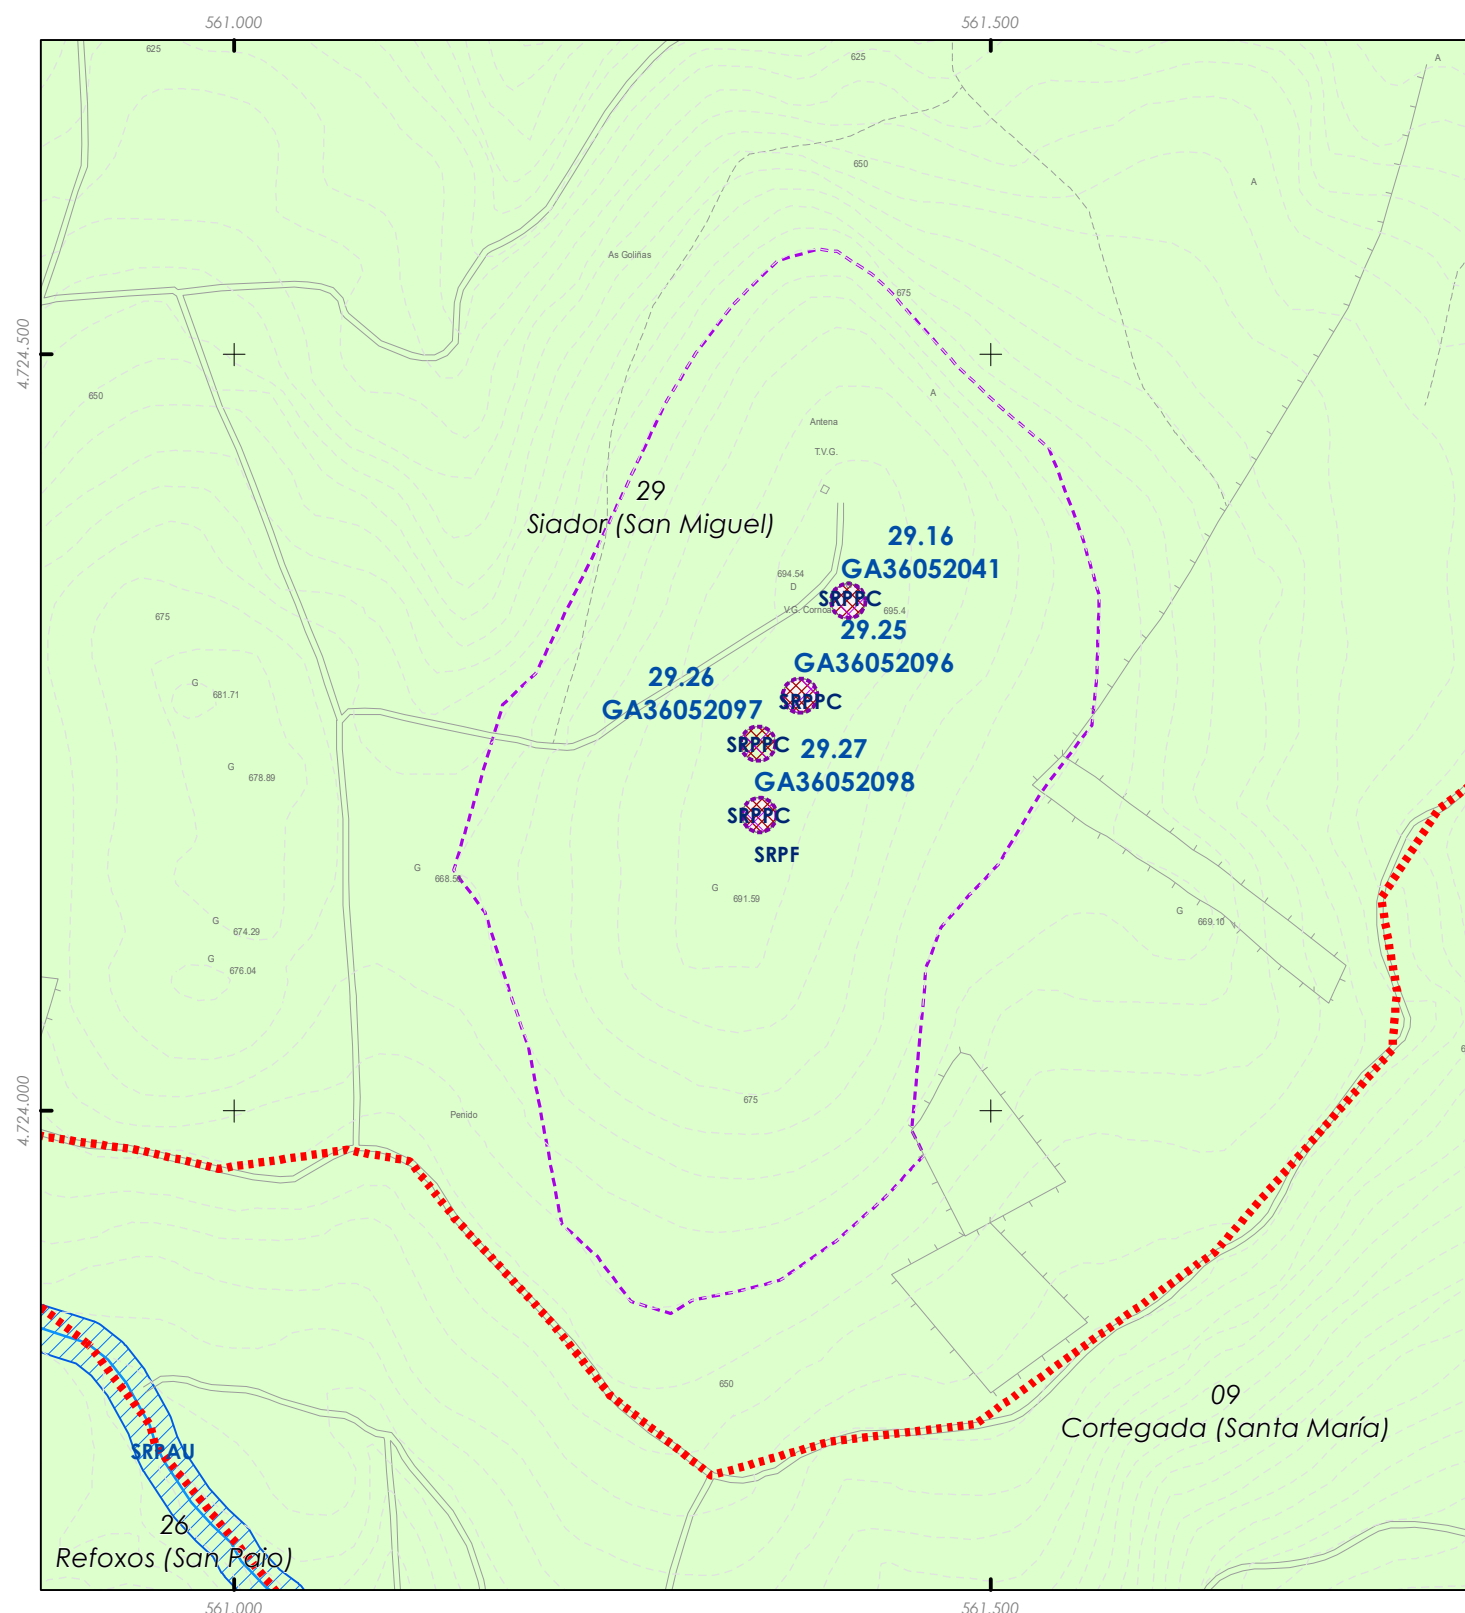 561.000
561.500
625
625
A
650
A
As Goliñas
675
4.724.500
650
A
Antena
T.V.G.
29
Siador (San Miguel)
29.16
GA36052041
694.54
D
SRPPC
V.G. Cornoa
695.4
675
29.25
GA36052096
29.26
GA36052097
G
681.71
SRPPC
SRPPC
29.27
GA36052098
G
678.89
SRPPC
SRPF
G
668.5
G
691.59
G
669.10
G
674.29
G
676.04
675
4.724.000
Penido
650
09
Cortegada (Santa María)
SRRAU
26
Refoxos (San Paio)
561.000
561.500